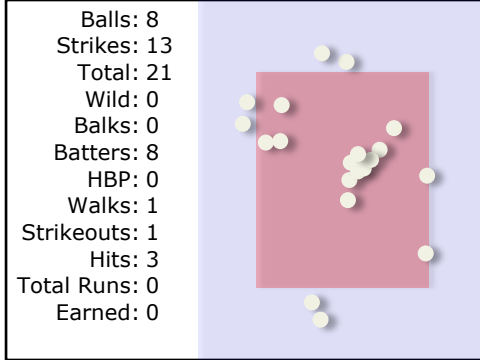 Balls: 8
Strikes: 13
Total: 21
Wild: 0
Balks: 0
Batters: 8
HBP: 0
Walks: 1
Strikeouts: 1
Hits: 3
Total Runs: 0
Earned: 0